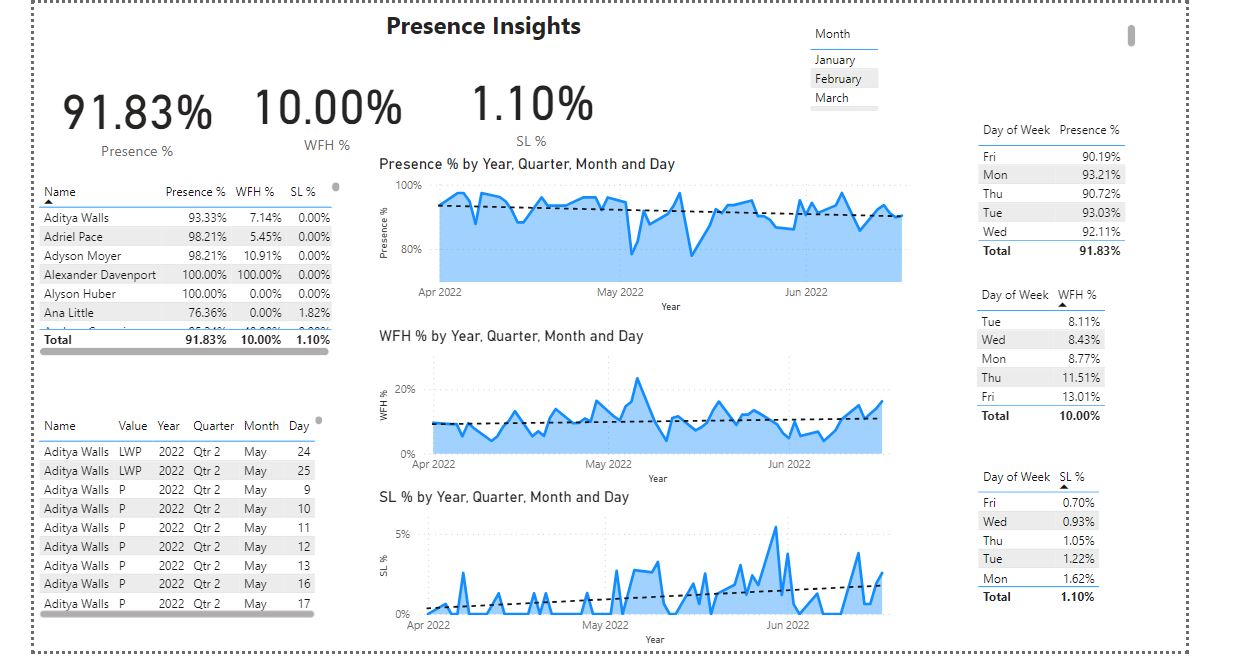 Presence Insights
Month
January
February
March
91.83%
Presence %
10.00%
WFH %
1.10%
SL %
Name Presence % WFH % SL %
Aditya Walls 93.33% 7.14% 0.00%
Adriel Pace 98.21% 5.45% 0.00%
Adyson Moyer 98.21% 10.91% 0.00%
Alexander Davenport 100.00% 100.00% 0.00%
Alyson Huber 100.00% 0.00% 0.00%
Ana Little 76.36% 0.00% 1.82%
Total 91.83% 10.00% 1.10%
Name Value Year Quarter Month Day
Aditya Walls LWP 2022 Qtr 2 May 24
Aditya Walls LWP 2022 Qtr 2 May 25
Aditya Walls P 2022 Qtr 2 May 9
Aditya Walls P 2022 Qtr 2 May 10
Aditya Walls P 2022 Qtr 2 May 11
Aditya Walls P 2022 Qtr 2 May 12
Aditya Walls P 2022 Qtr 2 May 13
Aditya Walls P 2022 Qtr 2 May 16
Aditya Walls P 2022 Qtr 2 May 17
Presence % by Year, Quarter, Month and Day
Presence %
100%
80%
Apr 2022 May 2022 Jun 2022
Year
WFH % by Year, Quarter, Month and Day
WFH %
20%
0%
Apr 2022 May 2022 Jun 2022
Year
SL % by Year, Quarter, Month and Day
SL %
5%
0%
Apr 2022 May 2022 Jun 2022
Year
Day of Week Presence %
Fri 90.19%
Mon 93.21%
Thu 90.72%
Tue 93.03%
Wed 92.11%
Total 91.83%
Day of Week WFH %
Tue 8.11%
Wed 8.43%
Mon 8.77%
Thu 11.51%
Fri 13.01%
Total 10.00%
Day of Week SL %
Fri 0.70%
Wed 0.93%
Thu 1.05%
Tue 1.22%
Mon 1.62%
Total 1.10%